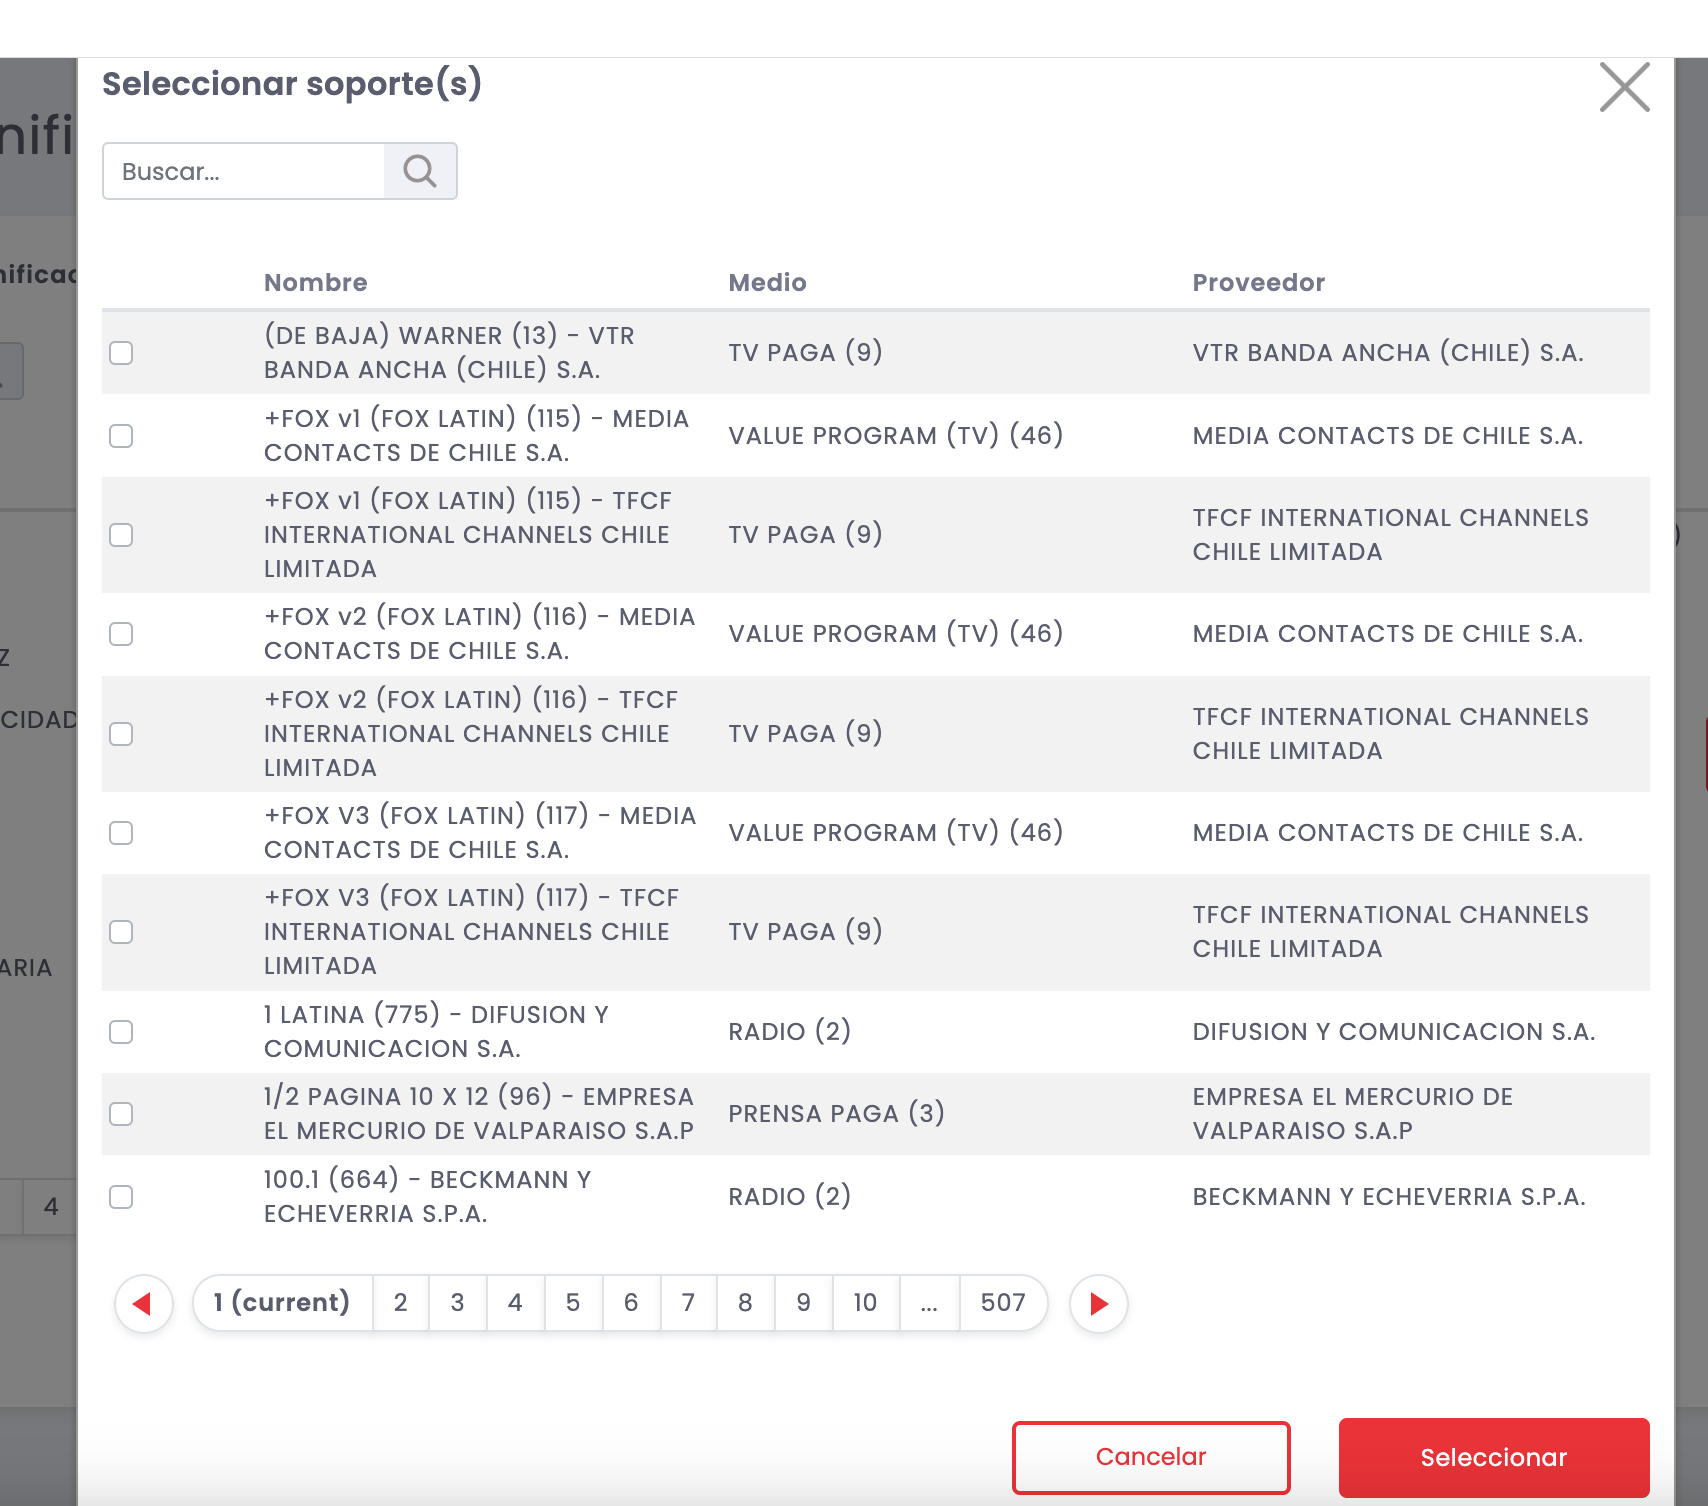 Seleccionar soporte(s)
nifi
Buscar...
nificad
Nombre Medio Proveedor
(DE BAJA) WARNER (13) - VTR
BANDA ANCHA (CHILE) S.A.
TV PAGA (9)
VTR BANDA ANCHA (CHILE) S.A.
+FOX v1 (FOX LATIN) (115) - MEDIA
CONTACTS DE CHILE S.A.
VALUE PROGRAM (TV) (46)
MEDIA CONTACTS DE CHILE S.A.
+FOX v1 (FOX LATIN) (115) - TFCF
INTERNATIONAL CHANNELS CHILE
LIMITADA
TV PAGA (9)
TFCF INTERNATIONAL CHANNELS
CHILE LIMITADA
)
+FOX v2 (FOX LATIN) (116) - MEDIA
CONTACTS DE CHILE S.A.
VALUE PROGRAM (TV) (46)
MEDIA CONTACTS DE CHILE S.A.
Z
+FOX v2 (FOX LATIN) (116) - TFCF
INTERNATIONAL CHANNELS CHILE
LIMITADA
TV PAGA (9)
TFCF INTERNATIONAL CHANNELS
CHILE LIMITADA
CIDAD
+FOX V3 (FOX LATIN) (117) - MEDIA
CONTACTS DE CHILE S.A.
VALUE PROGRAM (TV) (46)
MEDIA CONTACTS DE CHILE S.A.
+FOX V3 (FOX LATIN) (117) - TFCF
INTERNATIONAL CHANNELS CHILE
LIMITADA
TV PAGA (9)
TFCF INTERNATIONAL CHANNELS
CHILE LIMITADA
ARIA
1 LATINA (775) - DIFUSION Y
COMUNICACION S.A.
RADIO (2)
DIFUSION Y COMUNICACION S.A.
1/2 PAGINA 10 X 12 (96) - EMPRESA
EL MERCURIO DE VALPARAISO S.A.P
PRENSA PAGA (3)
EMPRESA EL MERCURIO DE
VALPARAISO S.A.P
100.1 (664) - BECKMANN Y
ECHEVERRIA S.P.A.
RADIO (2)
BECKMANN Y ECHEVERRIA S.P.A.
4
1 (current) 2 3 4 5 6 7 8 9 10 ... 507
Cancelar Seleccionar